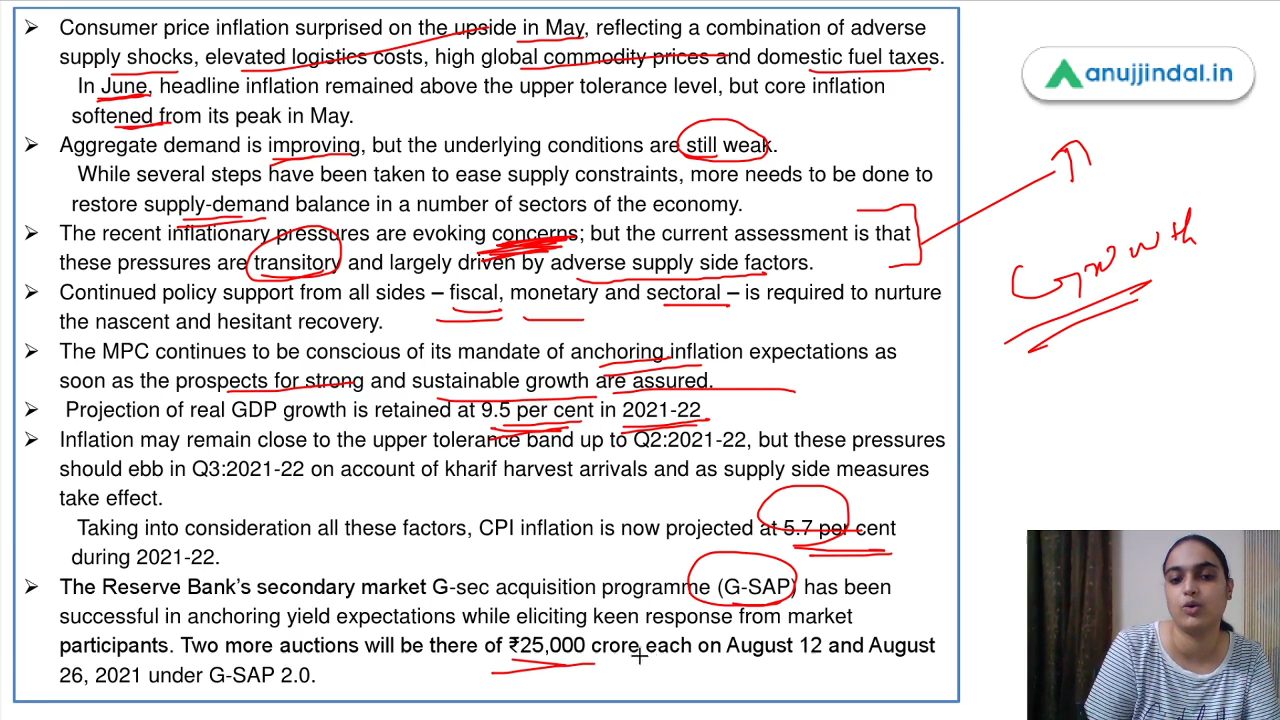 ➢ Consumer price inflation surprised on the upside in May, reflecting a combination of adverse
supply shocks, elevated logistics costs, high global commodity prices and domestic fuel taxes.
In June, headline inflation remained above the upper tolerance level, but core inflation
softened from its peak in May.
➢ Aggregate demand is improving, but the underlying conditions are still weak.
While several steps have been taken to ease supply constraints, more needs to be done to
restore supply-demand balance in a number of sectors of the economy.
➢ The recent inflationary pressures are evoking concerns; but the current assessment is that
these pressures are transitory and largely driven by adverse supply side factors.
➢ Continued policy support from all sides – fiscal, monetary and sectoral – is required to nurture
the nascent and hesitant recovery.
➢ The MPC continues to be conscious of its mandate of anchoring inflation expectations as
soon as the prospects for strong and sustainable growth are assured.
➢ Projection of real GDP growth is retained at 9.5 per cent in 2021-22
➢ Inflation may remain close to the upper tolerance band up to Q2:2021-22, but these pressures
should ebb in Q3:2021-22 on account of kharif harvest arrivals and as supply side measures
take effect.
Taking into consideration all these factors, CPI inflation is now projected at 5.7 per cent
during 2021-22.
➢ The Reserve Bank’s secondary market G-sec acquisition programme (G-SAP) has been
successful in anchoring yield expectations while eliciting keen response from market
participants. Two more auctions will be there of ₹25,000 crore each on August 12 and August
26, 2021 under G-SAP 2.0.
anujjindal.in
Growth